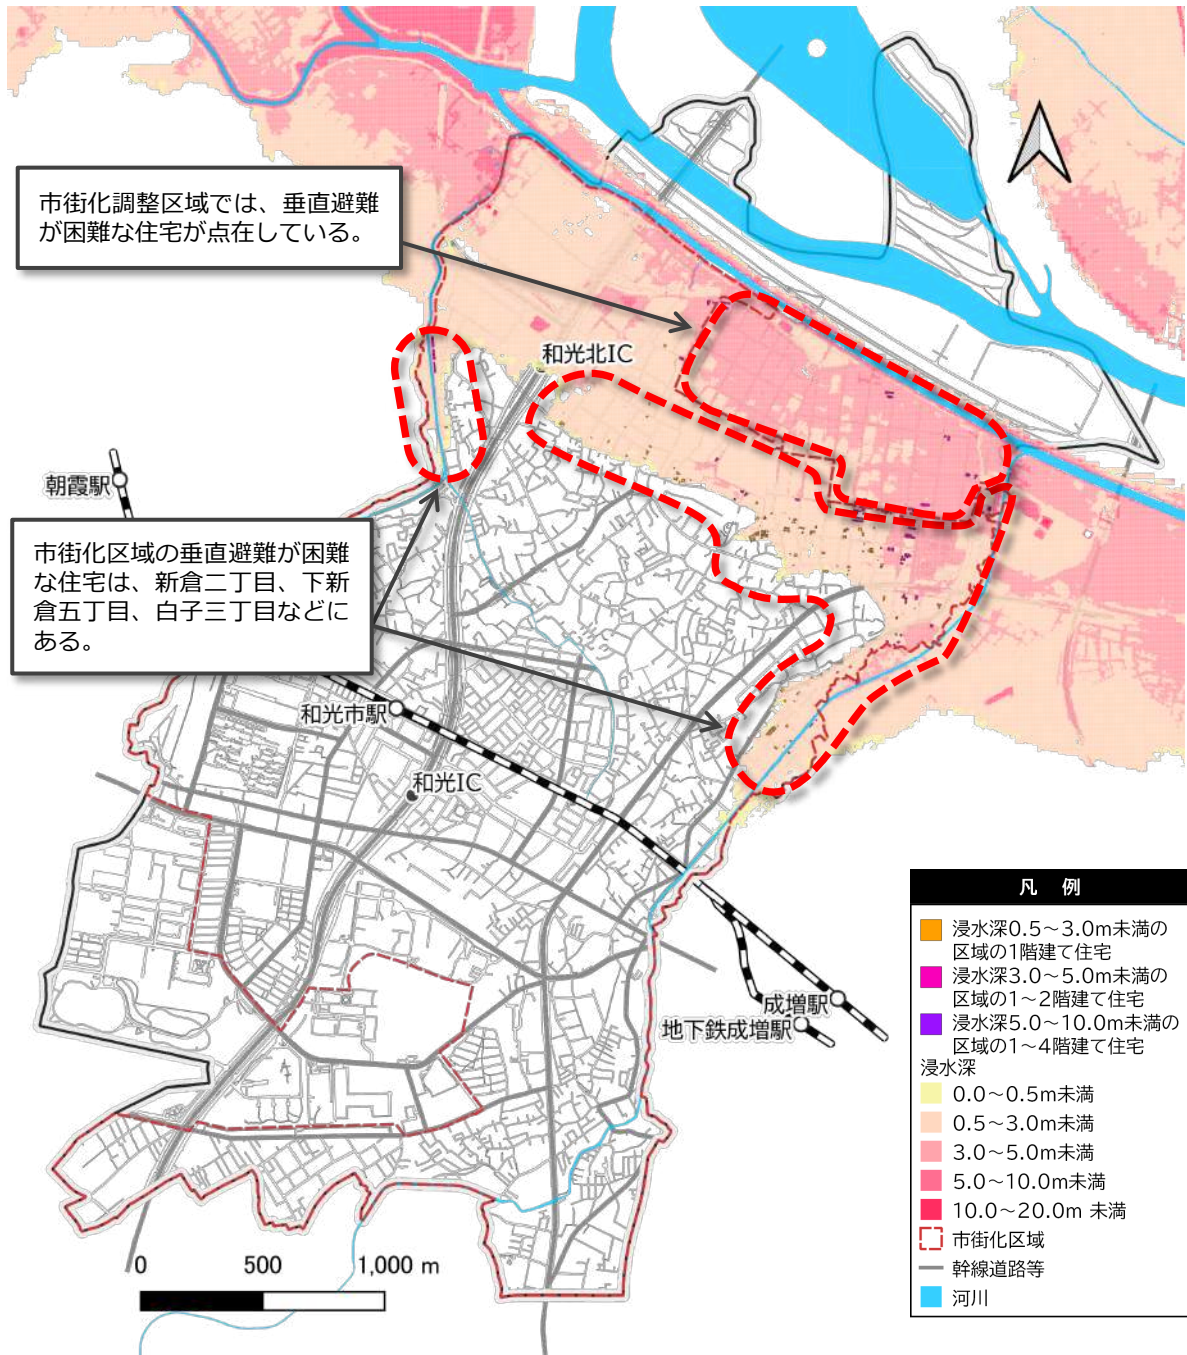 市街化調整区域では、垂直避難
が困難な住宅が点在している。
和光北IC
朝霞駅
市街化区域の垂直避難が困難
な住宅は、新倉二丁目、下新
倉五丁目、白子三丁目などに
ある。
和光市駅
和光IC
成増駅
地下鉄成増駅
凡 例
浸水深0.5～3.0m未満の
区域の1階建て住宅
浸水深3.0～5.0m未満の
区域の1～2階建て住宅
浸水深5.0～10.0m未満の
区域の1～4階建て住宅
浸水深
0.0～0.5m未満
0.5～3.0m未満
3.0～5.0m未満
5.0～10.0m未満
10.0～20.0m 未満
市街化区域
幹線道路等
河川
0 500 1,000 m